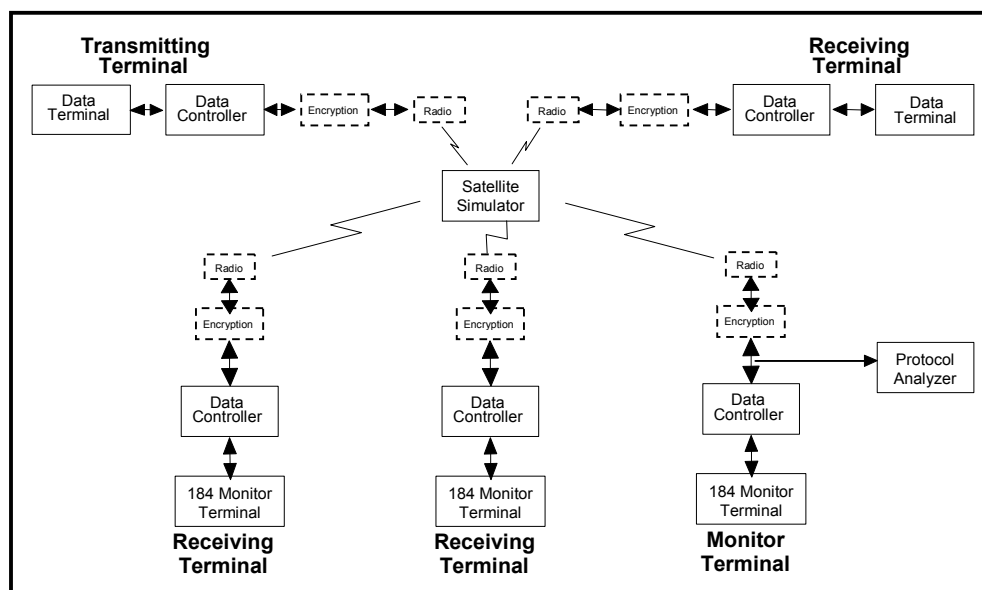 Transmitting
Terminal
Receiving
Terminal
Data
Terminal
Data
Controller
Encryption
Radio
Radio
Encryption
Data
Controller
Data
Terminal
Satellite
Simulator
Radio
Radio
Radio
Encryption
Encryption
Encryption
Protocol
Analyzer
Data
Controller
Data
Controller
Data
Controller
184 Monitor
Terminal
184 Monitor
Terminal
184 Monitor
Terminal
Receiving
Terminal
Receiving
Terminal
Monitor
Terminal